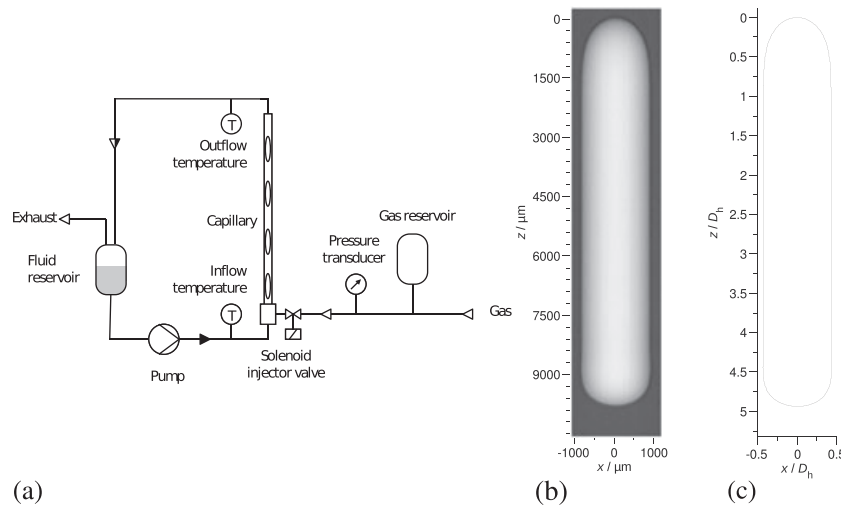 T
Outflow
temperature
Exhaust
Capillary
Gas reservoir
Fluid
reservoir
Inflow
temperature
Pressure
transducer
T
Gas
Pump
Solenoid
injector valve
(a)
0
1500
3000
4500
6000
7500
9000
z / µm
-1000 0 1000
x / µm
(b)
0
0.5
1
1.5
2
2.5
3
3.5
4
4.5
5
z / Dh
-0.5 0 0.5
x / Dh
(c)